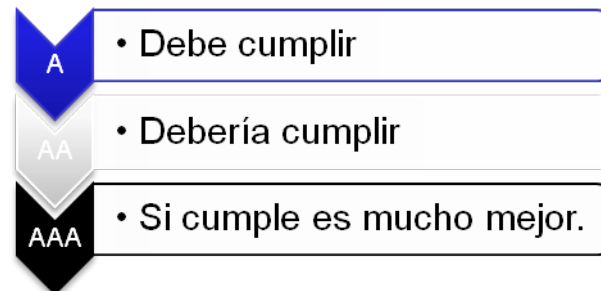 A
• Debe cumplir
AA
• Debería cumplir
AAA
• Si cumple es mucho mejor.